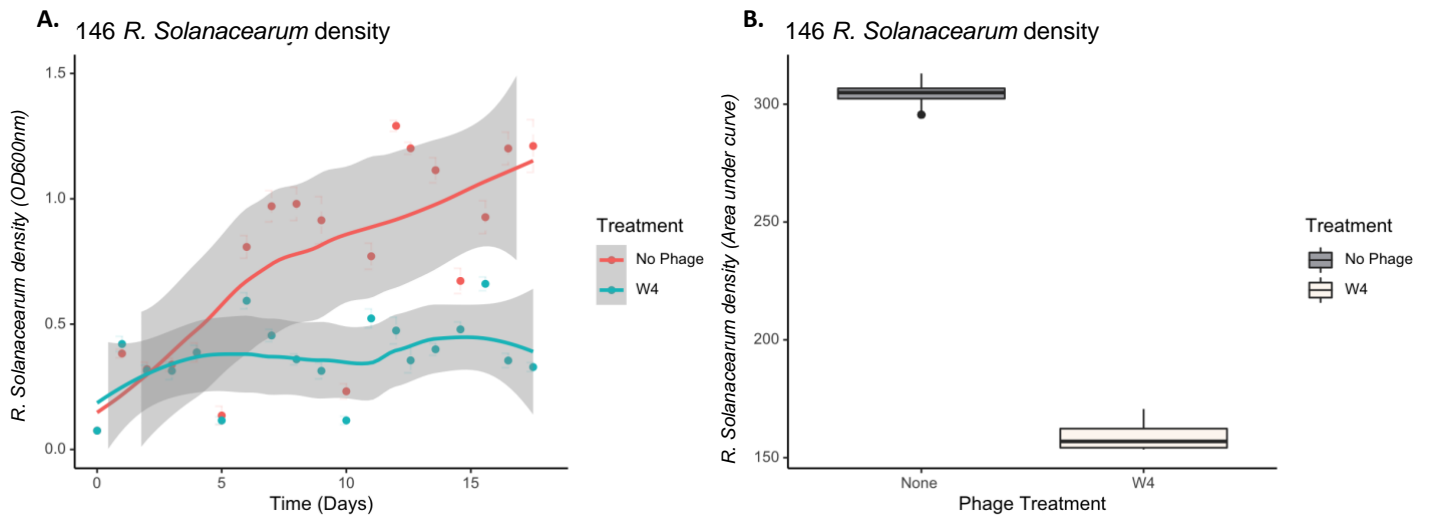 A.
146 R. Solanacearum density
R. Solanacearum density (OD600nm)
1.5
1.0
0.5
0.0
0
5
10
15
Time (Days)
Treatment
No Phage
W4
B.
146 R. Solanacearum density
R. Solanacearum density (Area under curve)
300
250
200
150
None
W4
Phage Treatment
Treatment
No Phage
W4